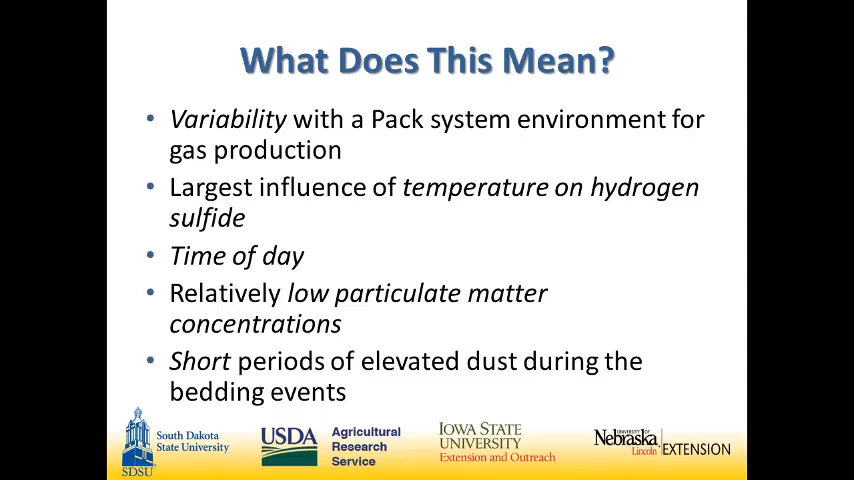 What Does This Mean?
• Variability with a Pack system environment for
gas production
• Largest influence of temperature on hydrogen
sulfide
• Time of day
• Relatively low particulate matter
concentrations
• Short periods of elevated dust during the
bedding events
South Dakota
State University
SDSU
USDA
Agricultural
Research
Service
IOWA STATE
UNIVERSITY
Extension and Outreach
UNIVERSITY OF
Nebraska
Lincoln
EXTENSION